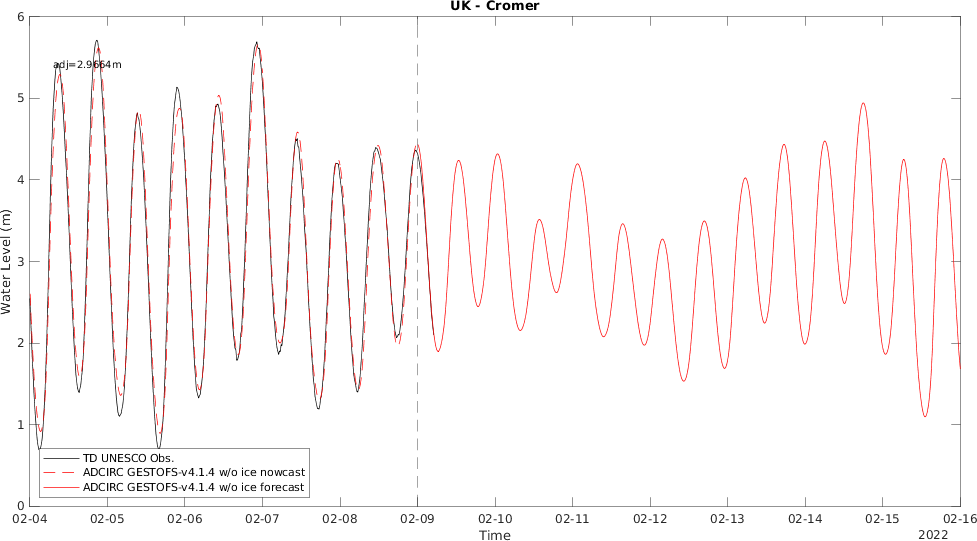 UK - Cromer
6
5
4
3
2
1
0
Water Level (m)
adj=2.9664m
TD UNESCO Obs.
ADCIRC GESTOFS-v4.1.4 w/o ice nowcast
ADCIRC GESTOFS-v4.1.4 w/o ice forecast
02-04 02-05 02-06 02-07 02-08 02-09 02-10 02-11 02-12 02-13 02-14 02-15 02-16
Time
2022